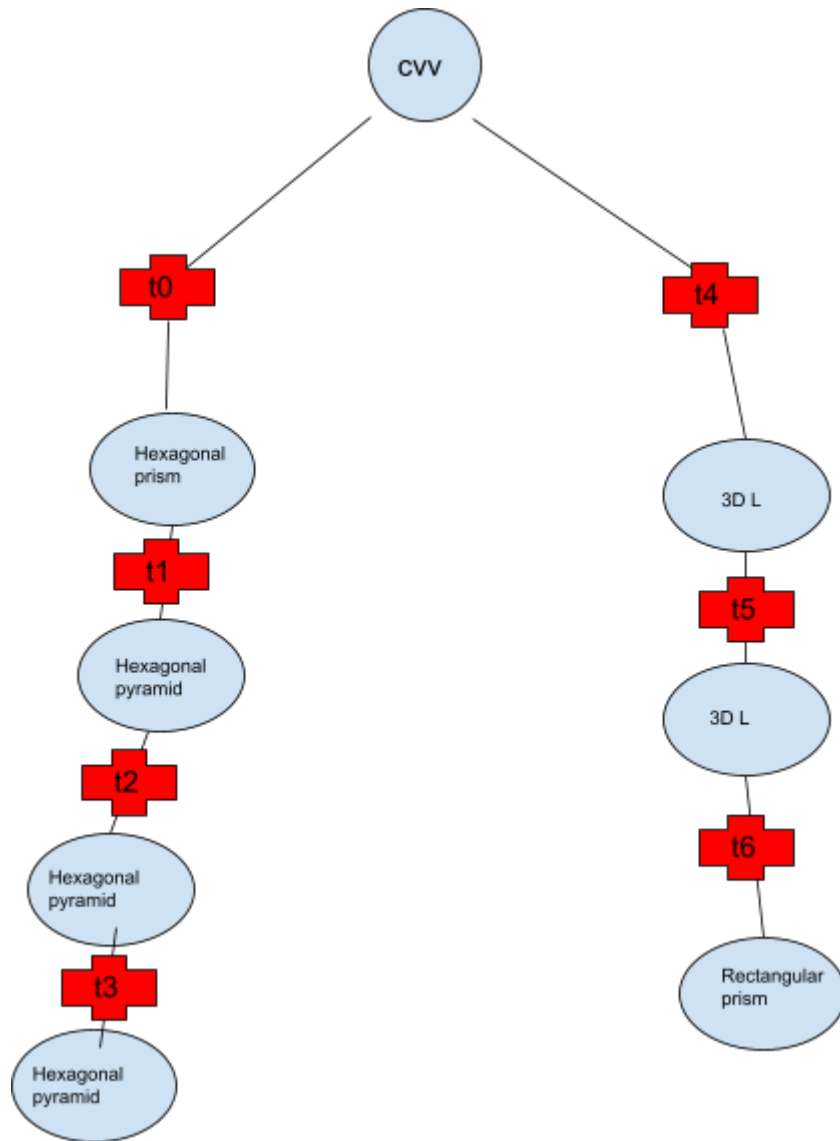 CVV
t0
t4
Hexagonal
prism
3D L
t1
t5
Hexagonal
pyramid
3D L
t2
t6
Hexagonal
pyramid
Rectangular
prism
t3
Hexagonal
pyramid